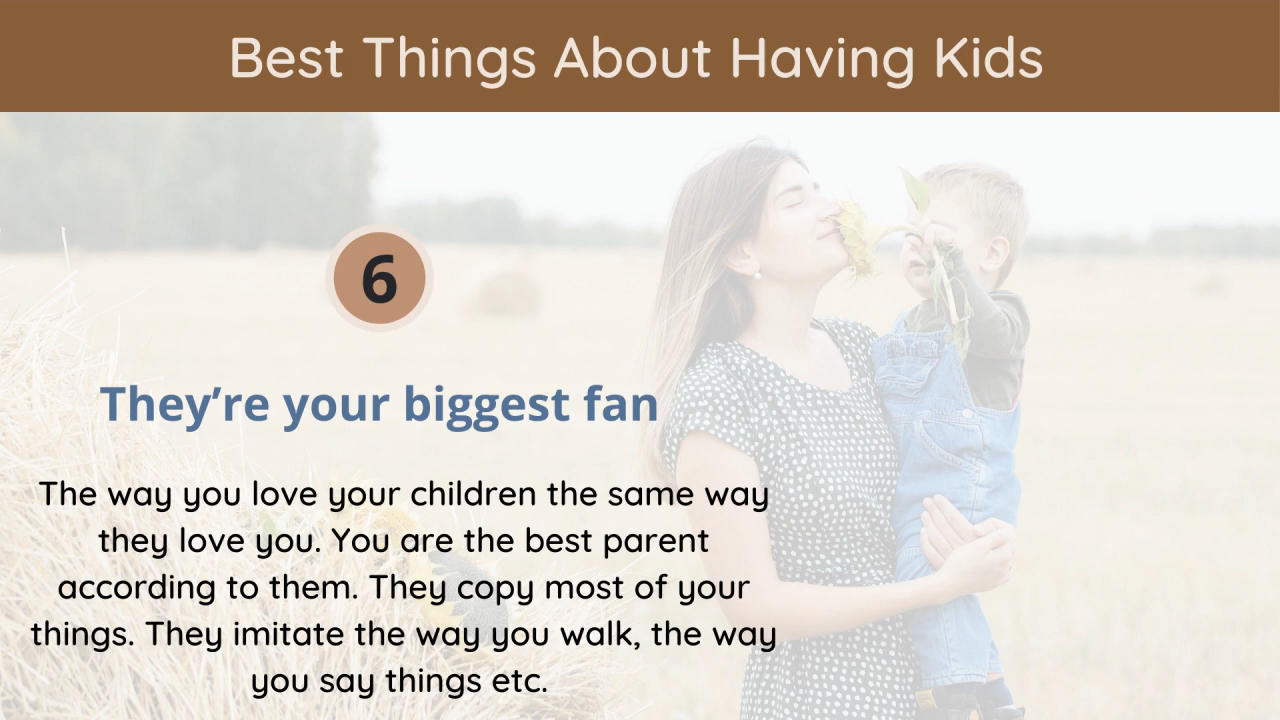 Best Things About Having Kids
6
They’re your biggest fan
The way you love your children the same way
they love you. You are the best parent
according to them. They copy most of your
things. They imitate the way you walk, the way
you say things etc.